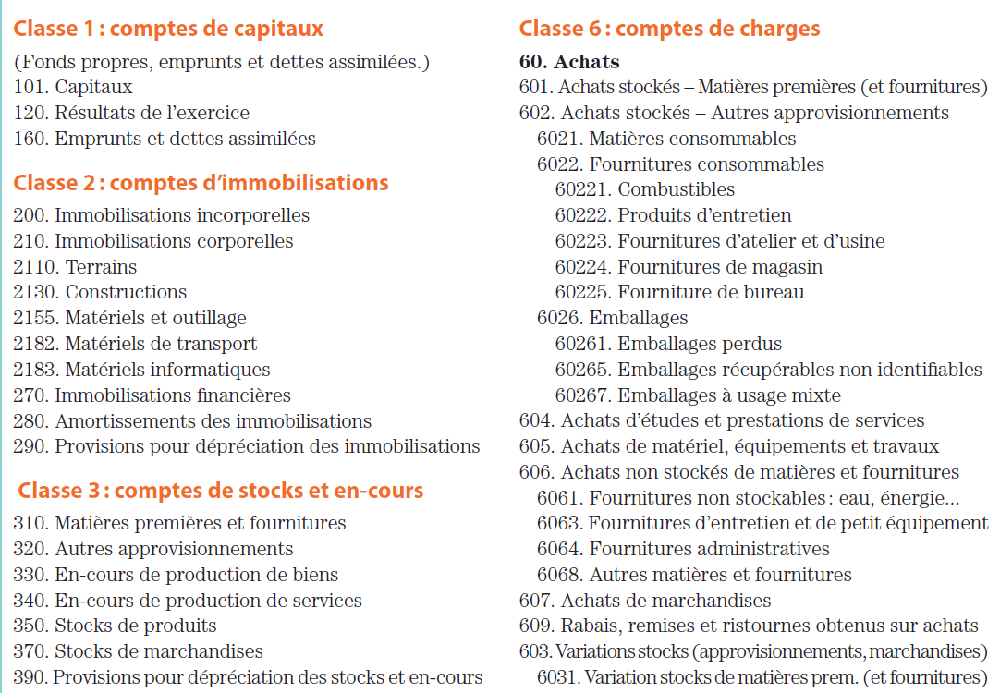 Classe 1 : comptes de capitaux
(Fonds propres, emprunts et dettes assimilées.)
101. Capitaux
120. Résultats de l’exercice
160. Emprunts et dettes assimilées
Classe 2 : comptes d’immobilisations
200. Immobilisations incorporelles
210. Immobilisations corporelles
2110. Terrains
2130. Constructions
2155. Matériels et outillage
2182. Matériels de transport
2183. Matériels informatiques
270. Immobilisations financières
280. Amortissements des immobilisations
290. Provisions pour dépréciation des immobilisations
Classe 3 : comptes de stocks et en-cours
310. Matières premières et fournitures
320. Autres approvisionnements
330. En-cours de production de biens
340. En-cours de production de services
350. Stocks de produits
370. Stocks de marchandises
390. Provisions pour dépréciation des stocks et en-cours
Classe 6 : comptes de charges
60. Achats
601. Achats stockés – Matières premières (et fournitures)
602. Achats stockés – Autres approvisionnements
6021. Matières consommables
6022. Fournitures consommables
60221. Combustibles
60222. Produits d’entretien
60223. Fournitures d’atelier et d’usine
60224. Fournitures de magasin
60225. Fourniture de bureau
6026. Emballages
60261. Emballages perdus
60265. Emballages récupérables non identifiables
60267. Emballages à usage mixte
604. Achats d’études et prestations de services
605. Achats de matériel, équipements et travaux
606. Achats non stockés de matières et fournitures
6061. Fournitures non stockables : eau, énergie...
6063. Fournitures d’entretien et de petit équipement
6064. Fournitures administratives
6068. Autres matières et fournitures
607. Achats de marchandises
609. Rabais, remises et ristournes obtenus sur achats
603. Variations stocks (approvisionnements, marchandises)
6031. Variation stocks de matières prem. (et fournitures)